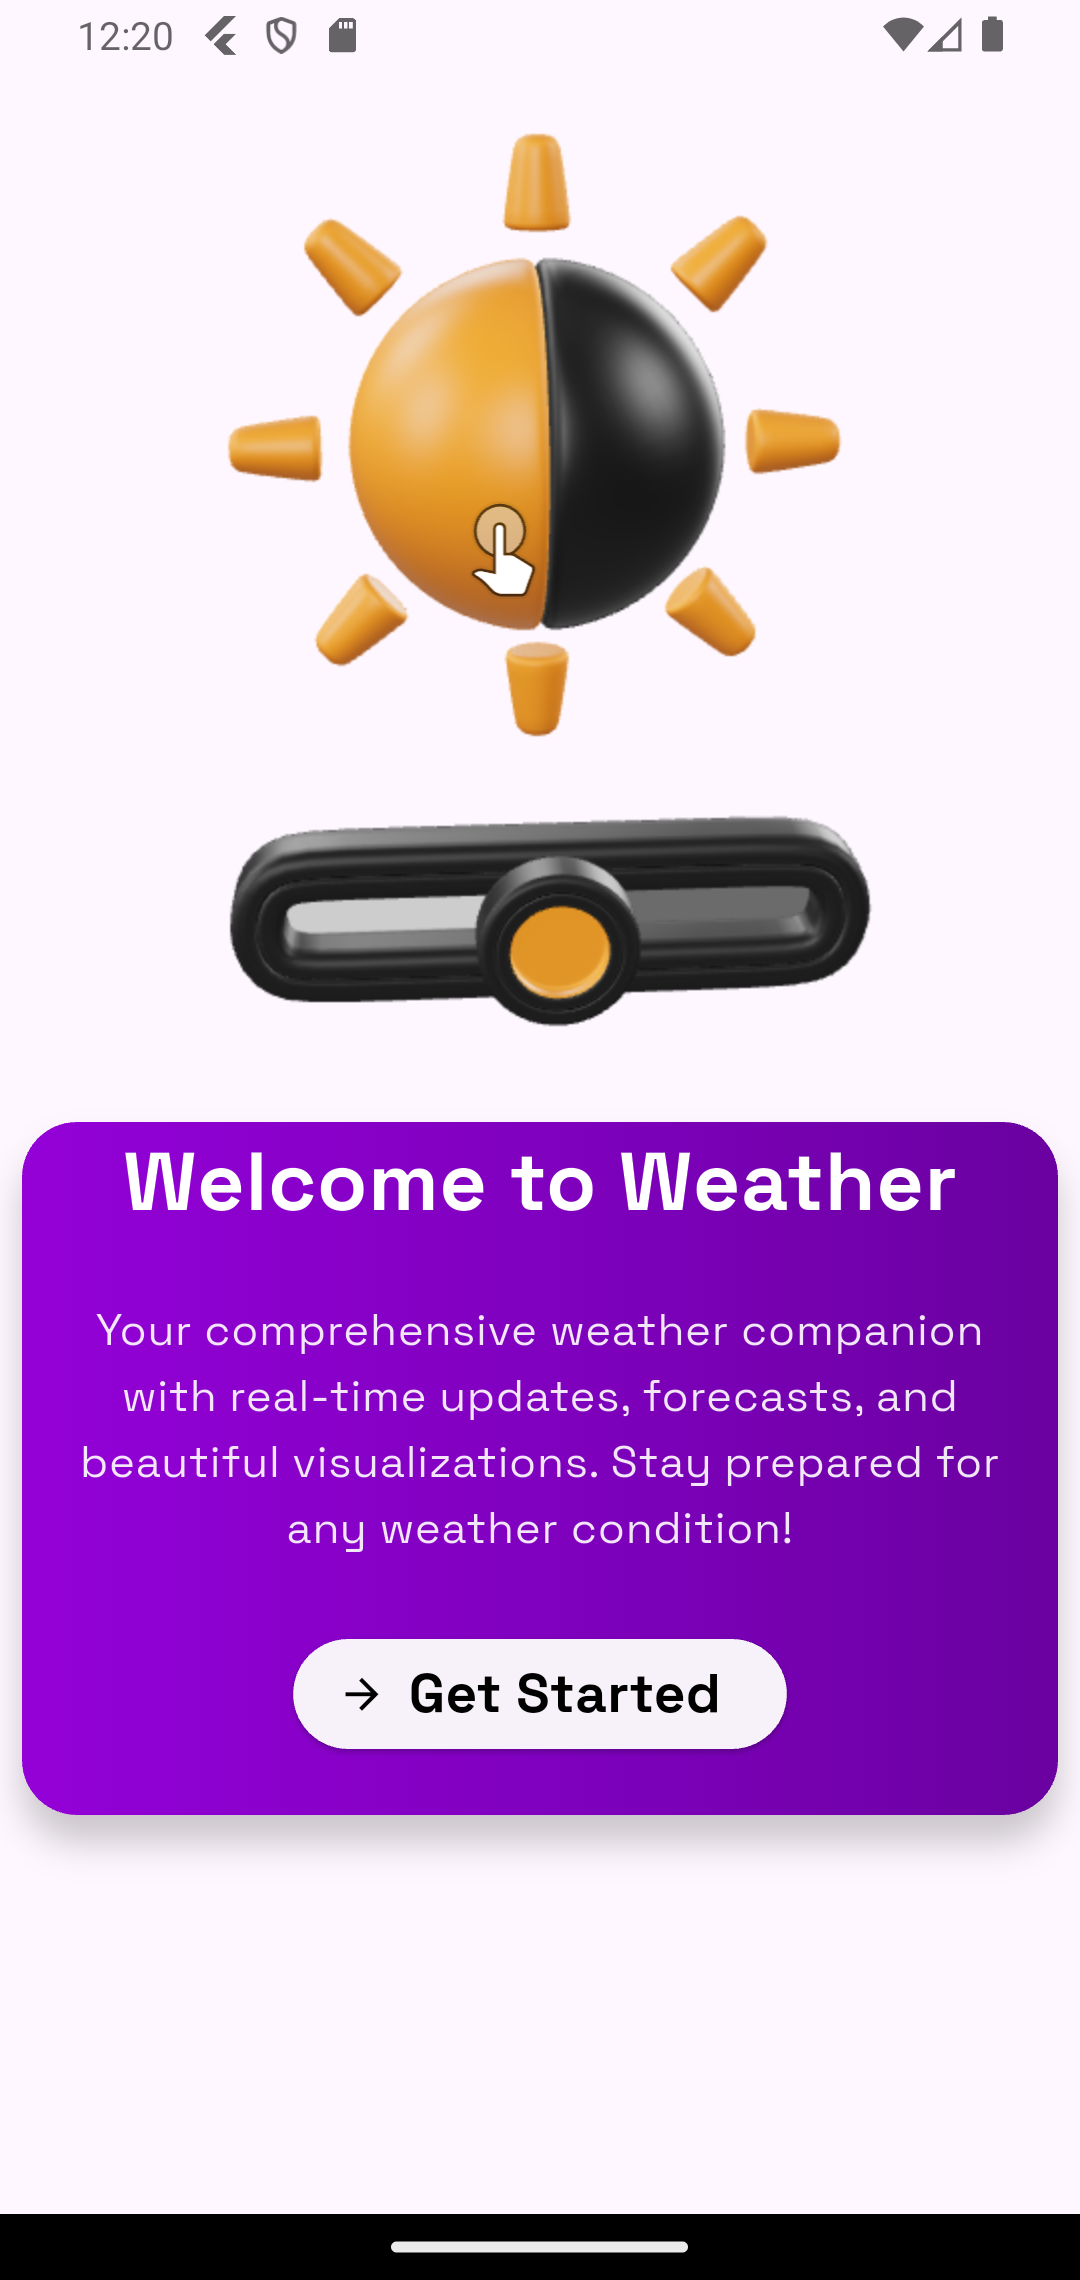 12:20
Welcome to Weather
Your comprehensive weather companion
with real-time updates, forecasts, and
beautiful visualizations. Stay prepared for
any weather condition!
Get Started